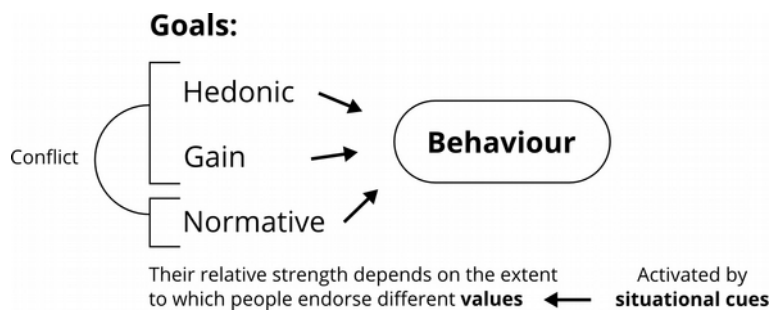 Goals:
Hedonic
Gain
Normative
Conflict
Behaviour
Their relative strength depends on the extent
to which people endorse different values
Activated by
situational cues